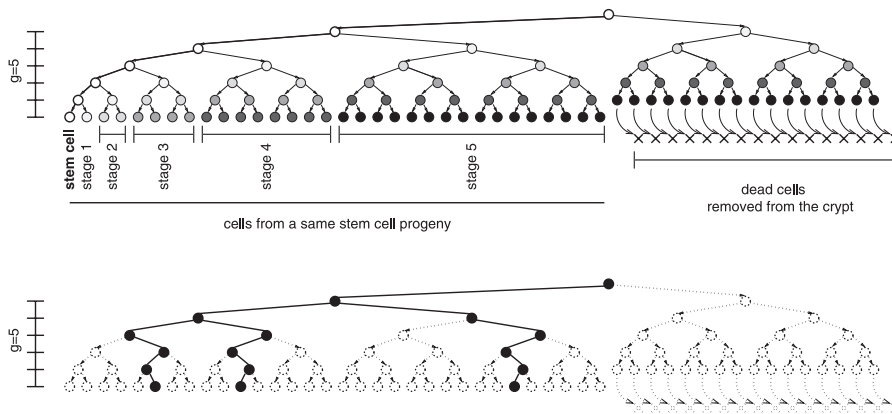 g=5
stem cell
stage 1
stage 2
stage 3
stage 4
stage 5
dead cells
removed from the crypt
cells from a same stem cell progeny
g=5